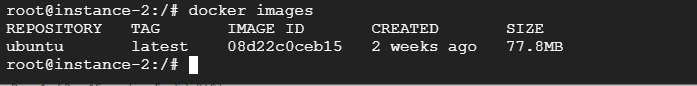 root@instance-2:/# docker images
REPOSITORY TAG IMAGE ID CREATED SIZE
ubuntu latest 08d22c0ceb15 2 weeks ago 77.8MB
root@instance-2:/#